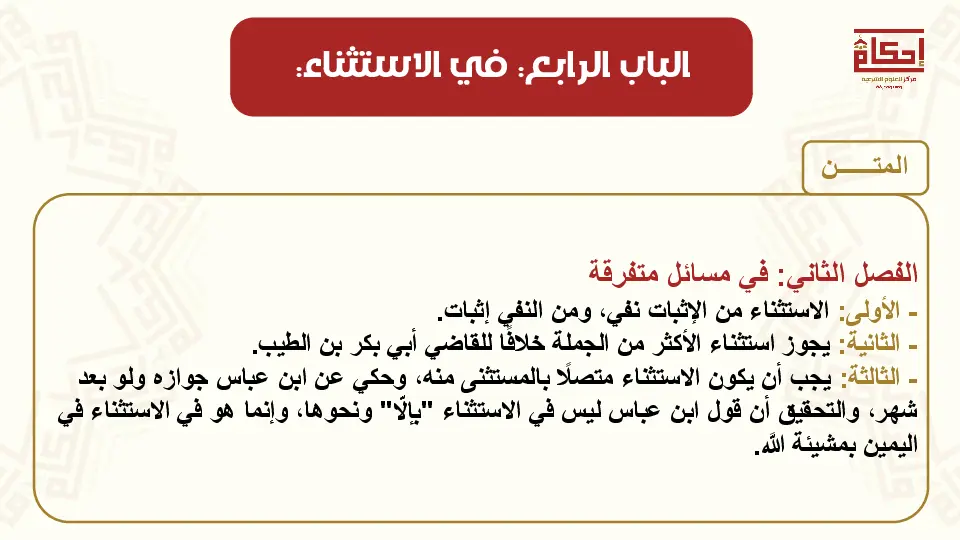 الباب الرابع: في الاستثناء:
إحكام
مركز للعلوم الشرعية
المتـــــن
الفصل الثاني: في مسائل متفرقة
- الأولى: الاستثناء من الإثبات نفي، ومن النفي إثبات.
- الثانية: يجوز استثناء الأكثر من الجملة خلافًا للقاضي أبي بكر بن الطيب.
- الثالثة: يجب أن يكون الاستثناء متصلًا بالمستثنى منه، وحكي عن ابن عباس جوازه ولو بعد
شهر، والتحقيق أن قول ابن عباس ليس في الاستثناء "بإلّا" ونحوها، وإنما هو في الاستثناء في
اليمين بمشيئة الله.